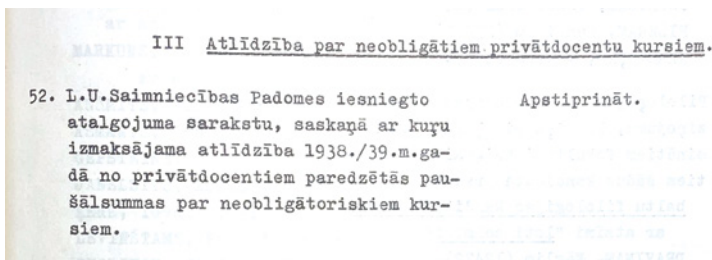 III Atlīdzība par neobligātiem privātdocentu kursiem.
52. L.U.Saimniecības Padomes iesniegto Apstiprināt.
atalgojuma sarakstu, saskaņā ar kuŗu
izmaksājama atlīdzība 1938./39.m.ga-
dā no privātdocentiem paredzētās pau-
šālsummas par neobligātoriskiem kur-
siem.